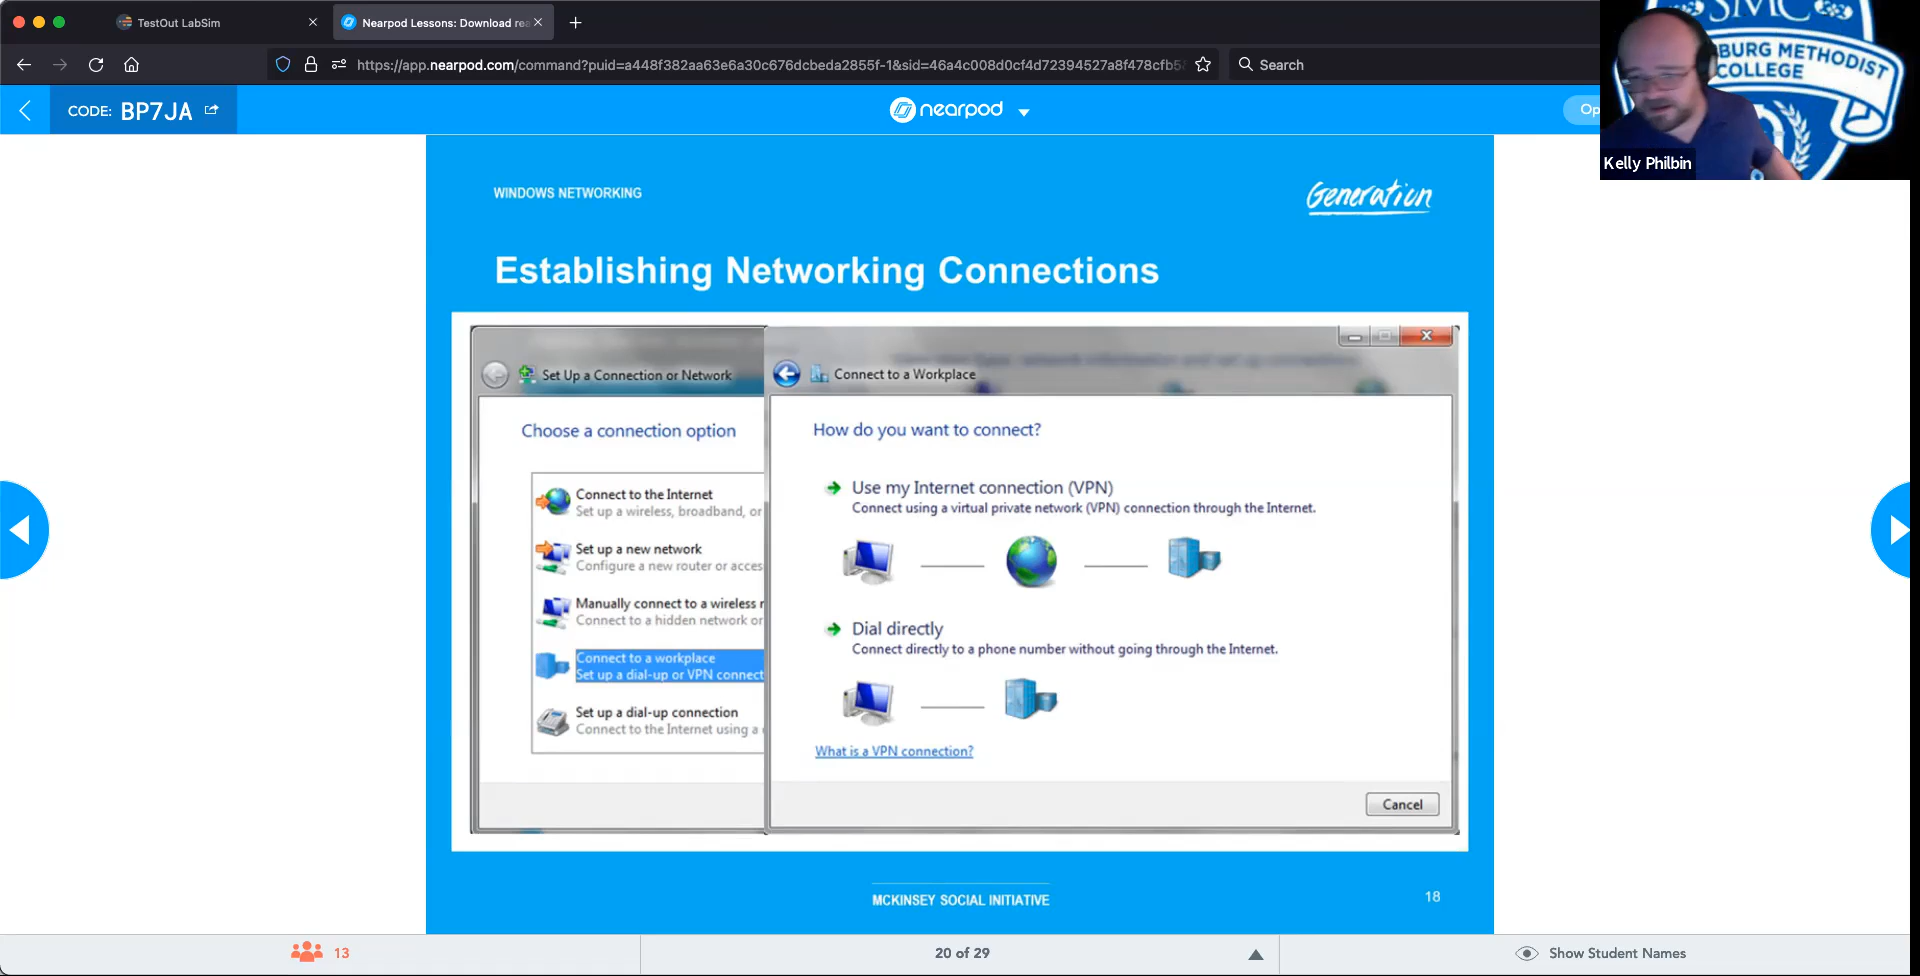 TestOut LabSim
Nearpod Lessons: Download rea
https://app.nearpod.com/command?puid=a448f382aa63e6a30c676dcbeda2855f-1&sid=46a4c008d0cf4d72394527a8f478cfb5
Search
SMC
BURG METHODIST
COLLEGE
Kelly Philbin
CODE: BP7JA
nearpod
Op
WINDOWS NETWORKING
Generation
Establishing Networking Connections
Set Up a Connection or Network
Choose a connection option
Connect to the Internet
Set up a wireless, broadband, or
Set up a new network
Configure a new router or acces
Manually connect to a wireless r
Connect to a hidden network or
Connect to a workplace
Set up a dial-up or VPN connect
Set up a dial-up connection
Connect to the Internet using a
Connect to a Workplace
How do you want to connect?
Use my Internet connection (VPN)
Connect using a virtual private network (VPN) connection through the Internet.
Dial directly
Connect directly to a phone number without going through the Internet.
What is a VPN connection?
Cancel
MCKINSEY SOCIAL INITIATIVE
18
13
20 of 29
Show Student Names